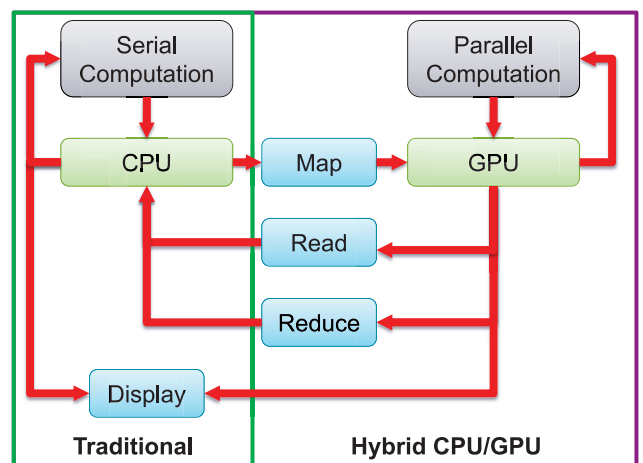 Serial
Computation
Parallel
Computation
CPU
Map
GPU
Read
Reduce
Display
Traditional
Hybrid CPU/GPU